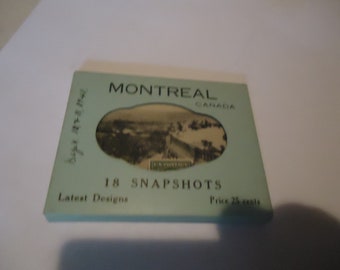 MONTREAL
CANADA
18 SNAPSHOTS
Latest Designs Price 25 cents